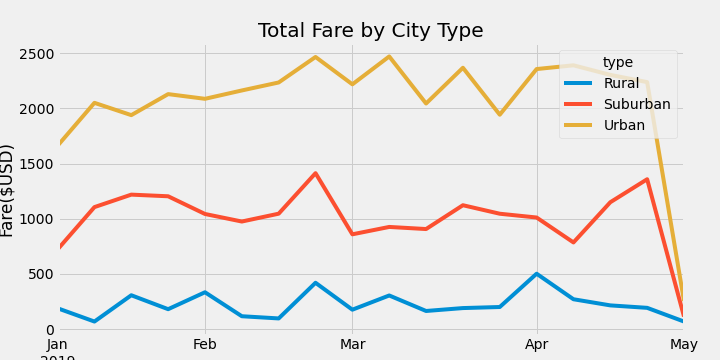 Total Fare by City Type
Fare($USD)
2500
2000
1500
1000
500
0
type
Rural
Suburban
Urban
Jan
Feb
Mar
Apr
May